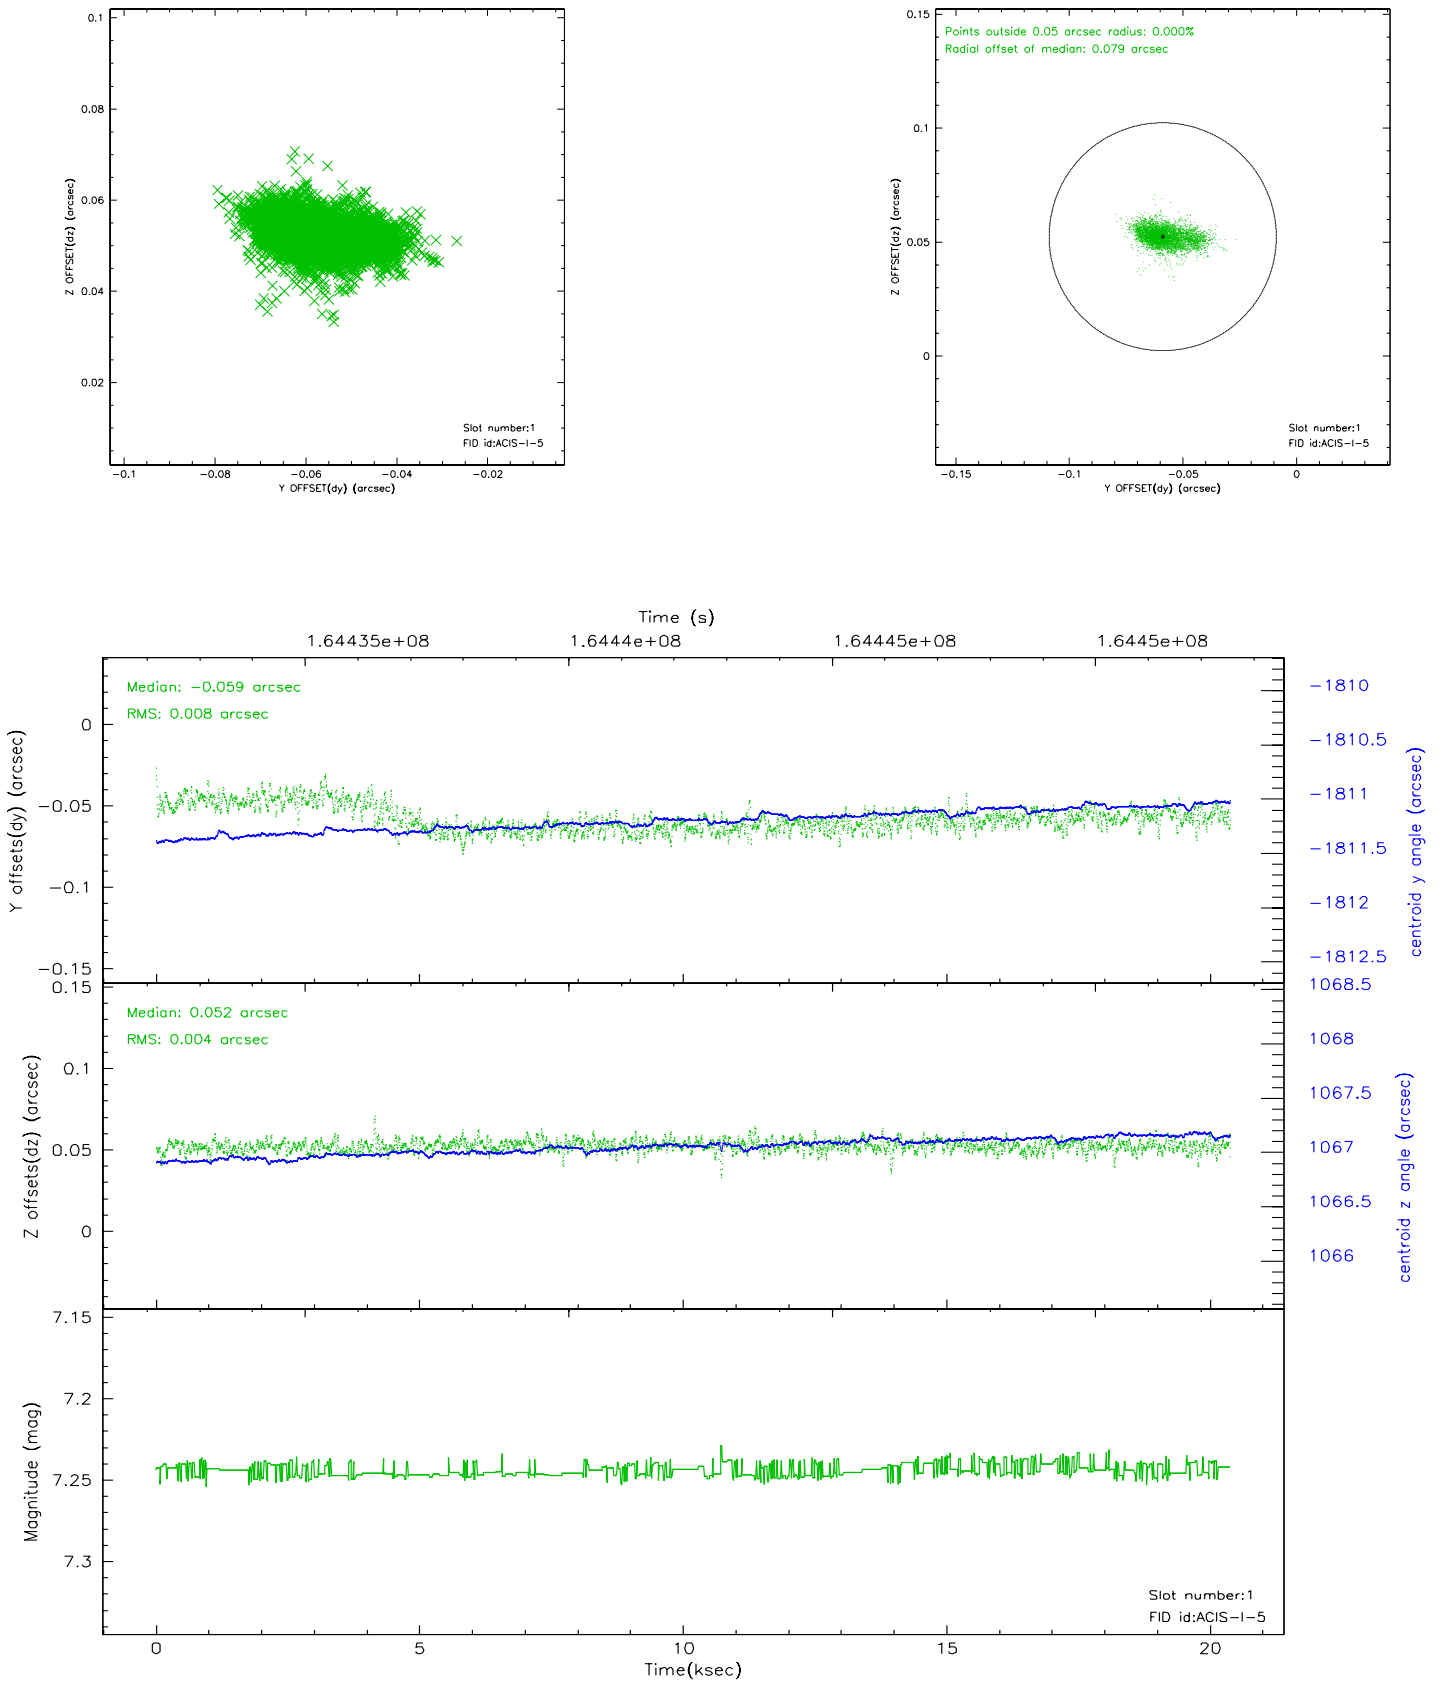 0.1
0.08
0.06
0.04
0.02
Z OFFSET(dz) (arcsec)
Slot number:1
FID id:ACIS-I-5
-0.1
-0.08
-0.06
-0.04
-0.02
Y OFFSET(dy) (arcsec)
0.15
0.1
0.05
0
Z OFFSET(dz) (arcsec)
Points outside 0.05 arcsec radius: 0.000%
Radial offset of median: 0.079 arcsec
Slot number:1
FID id:ACIS-I-5
-0.15
-0.1
-0.05
0
Y OFFSET(dy) (arcsec)
Time (s)
1.64435e+08
1.6444e+08
1.64445e+08
1.6445e+08
Median: -0.059 arcsec
RMS: 0.008 arcsec
0
-0.05
-0.1
-0.15
Y offsets(dy) (arcsec)
-1810
-1810.5
-1811
-1811.5
-1812
-1812.5
centroid y angle (arcsec)
Median: 0.052 arcsec
RMS: 0.004 arcsec
0.15
0.1
0.05
0
Z offsets(dz) (arcsec)
1068.5
1068
1067.5
1067
1066.5
1066
centroid z angle (arcsec)
7.15
7.2
7.25
7.3
Magnitude (mag)
Slot number:1
FID id:ACIS-I-5
0
5
10
15
20
Time(ksec)